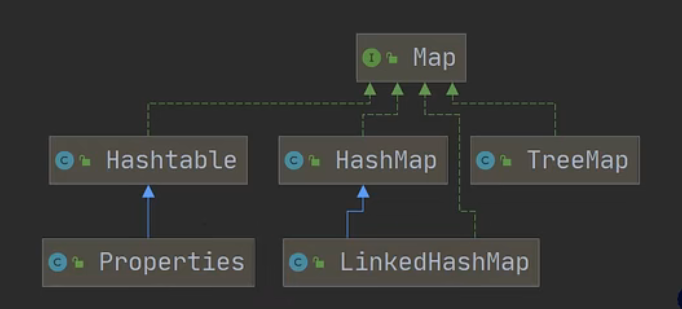 Map
Hashtable
HashMap
TreeMap
Properties
LinkedHashMap